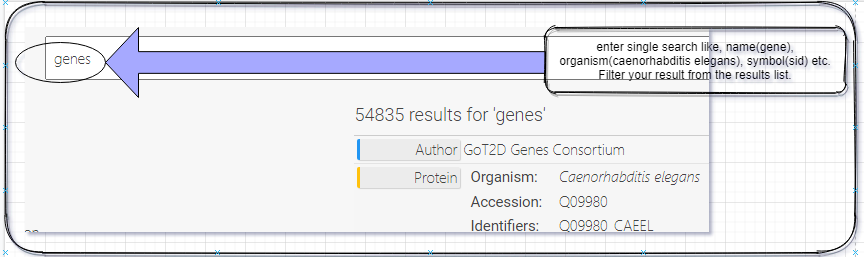 genes
enter single search like, name(gene),
organism(caenorhabditis elegans), symbol(sid) etc.
Filter your result from the results list.
54835 results for 'genes'
Author GoT2D Genes Consortium
Protein Organism: Caenorhabditis elegans
Accession: Q09980
Identifiers: Q09980_CAEEL